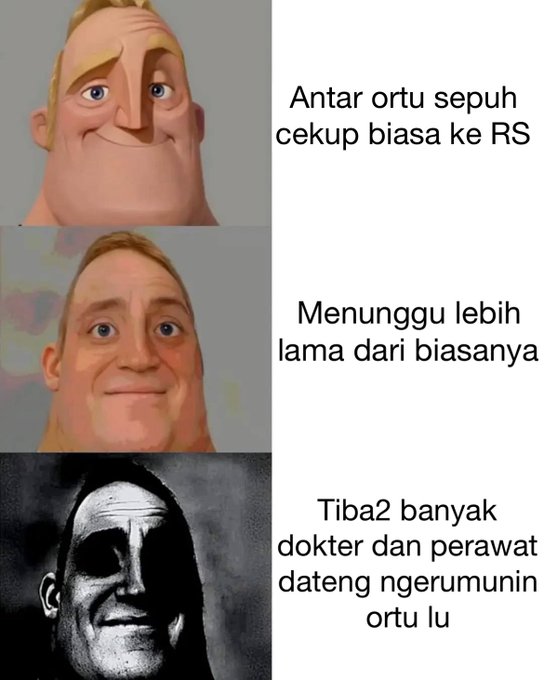 Antar ortu sepuh
cekup biasa ke RS
Menunggu lebih
lama dari biasanya
Tiba2 banyak
dokter dan perawat
dateng ngerumunin
ortu lu